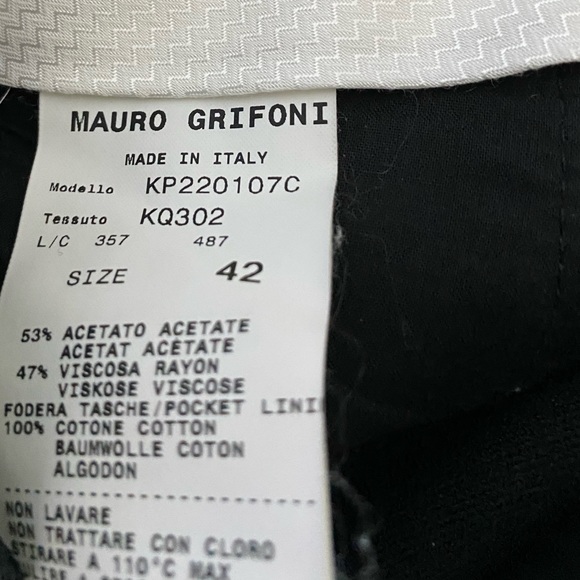 MAURO GRIFONI
MADE IN ITALY
Modello KP220107C
Tessuto KQ302
L/C 357 487
SIZE 42
53% ACETATO ACETATE
ACETAT ACÉTATE
47% VISCOSA RAYON
VISKOSE VISCOSE
FODERA TASCHE/POCKET LINI
100% COTONE COTTON
BAUMWOLLE COTON
ALGODON
NON LAVARE
NON TRATTARE CON CLORO
STIRARE A 110°C MAX